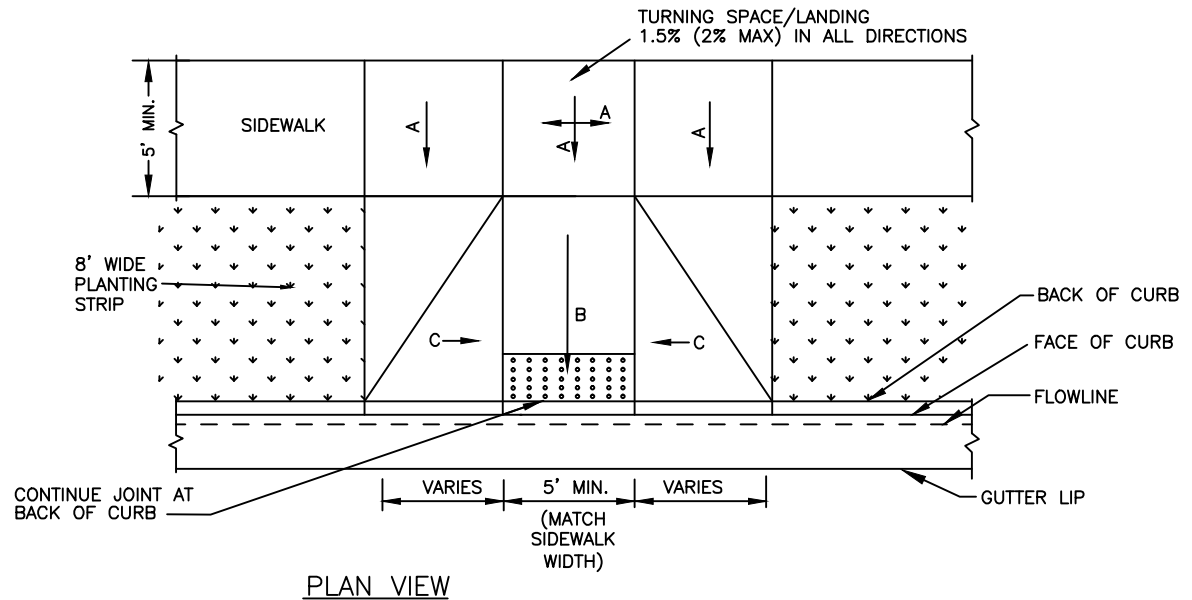 TURNING SPACE/LANDING
1.5% (2% MAX) IN ALL DIRECTIONS
5' MIN.
SIDEWALK
A
A
A
A
8' WIDE
PLANTING
STRIP
B
C
C
BACK OF CURB
FACE OF CURB
FLOWLINE
GUTTER LIP
CONTINUE JOINT AT
BACK OF CURB
VARIES
5' MIN.
VARIES
(MATCH
SIDEWALK
WIDTH)
PLAN VIEW